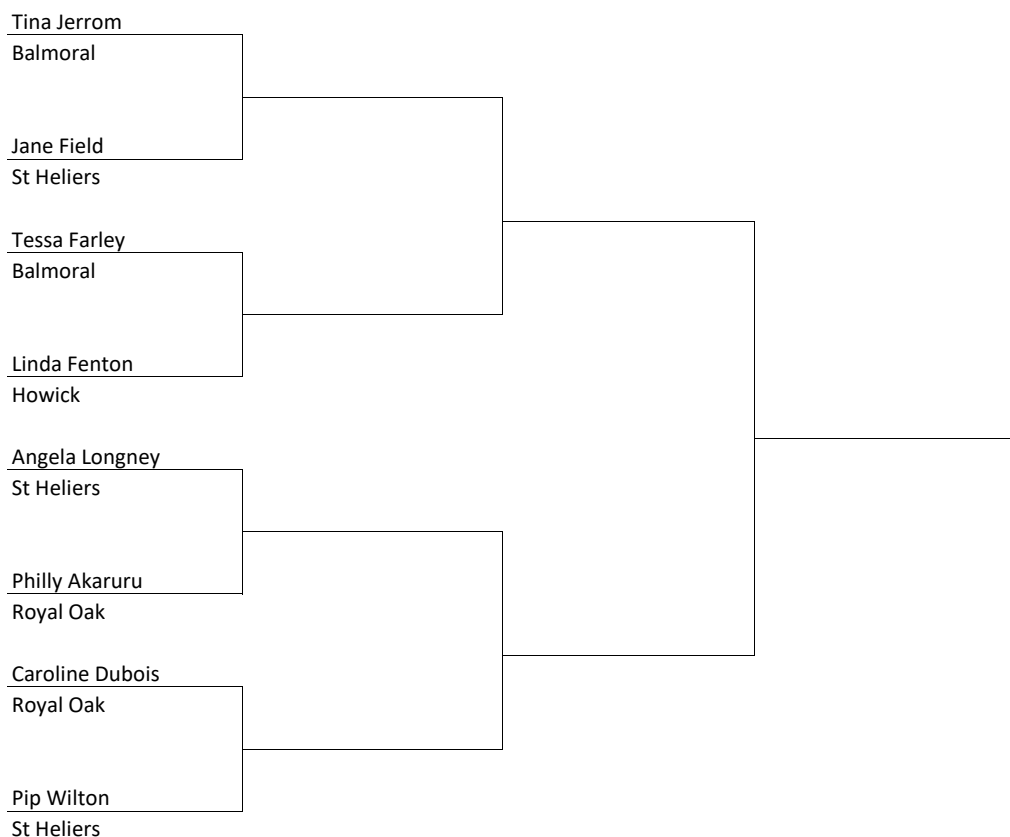 Tina Jerrom
Balmoral
Jane Field
St Heliers
Tessa Farley
Balmoral
Linda Fenton
Howick
Angela Longney
St Heliers
Philly Akaruru
Royal Oak
Caroline Dubois
Royal Oak
Pip Wilton
St Heliers